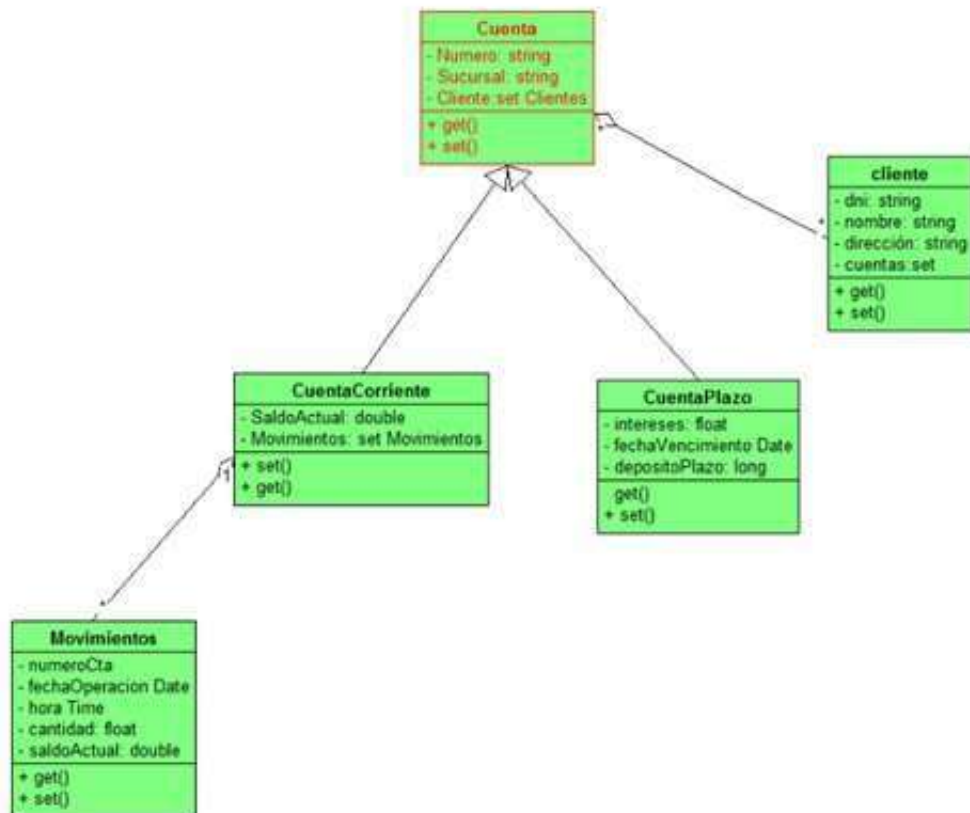 Cuenta
- Numero: string
- Sucursal: string
- Cliente set Clientes
+ get()
+ set()
*
cliente
- dni: string
- nombre: string
- dirección: string
- cuentas set
+ get()
+ set()
*
CuentaCorriente
- SaldoActual: double
- Movimientos: set Movimientos
+ set()
+ get()
1
CuentaPlazo
- intereses: float
- fechaVencimiento Date
- depositoPlazo: long
get()
+ set()
*
Movimientos
- numeroCta
- fechaOperacion Date
- hora Time
- cantidad: float
- saldoActual: double
+ get()
+ set()